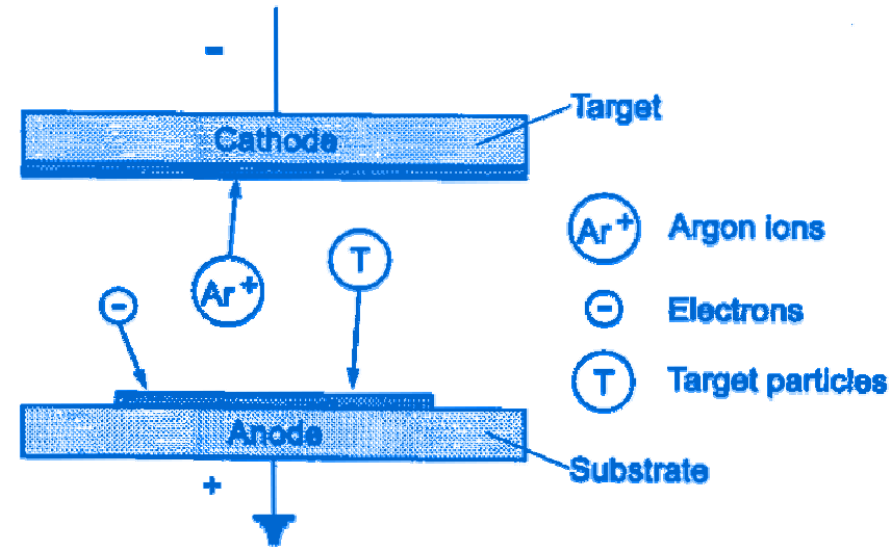 -
Target
Cathode
Ar+ Argon ions
T
Ar+
- - Electrons
T Target particles
Anode
Substrate
+